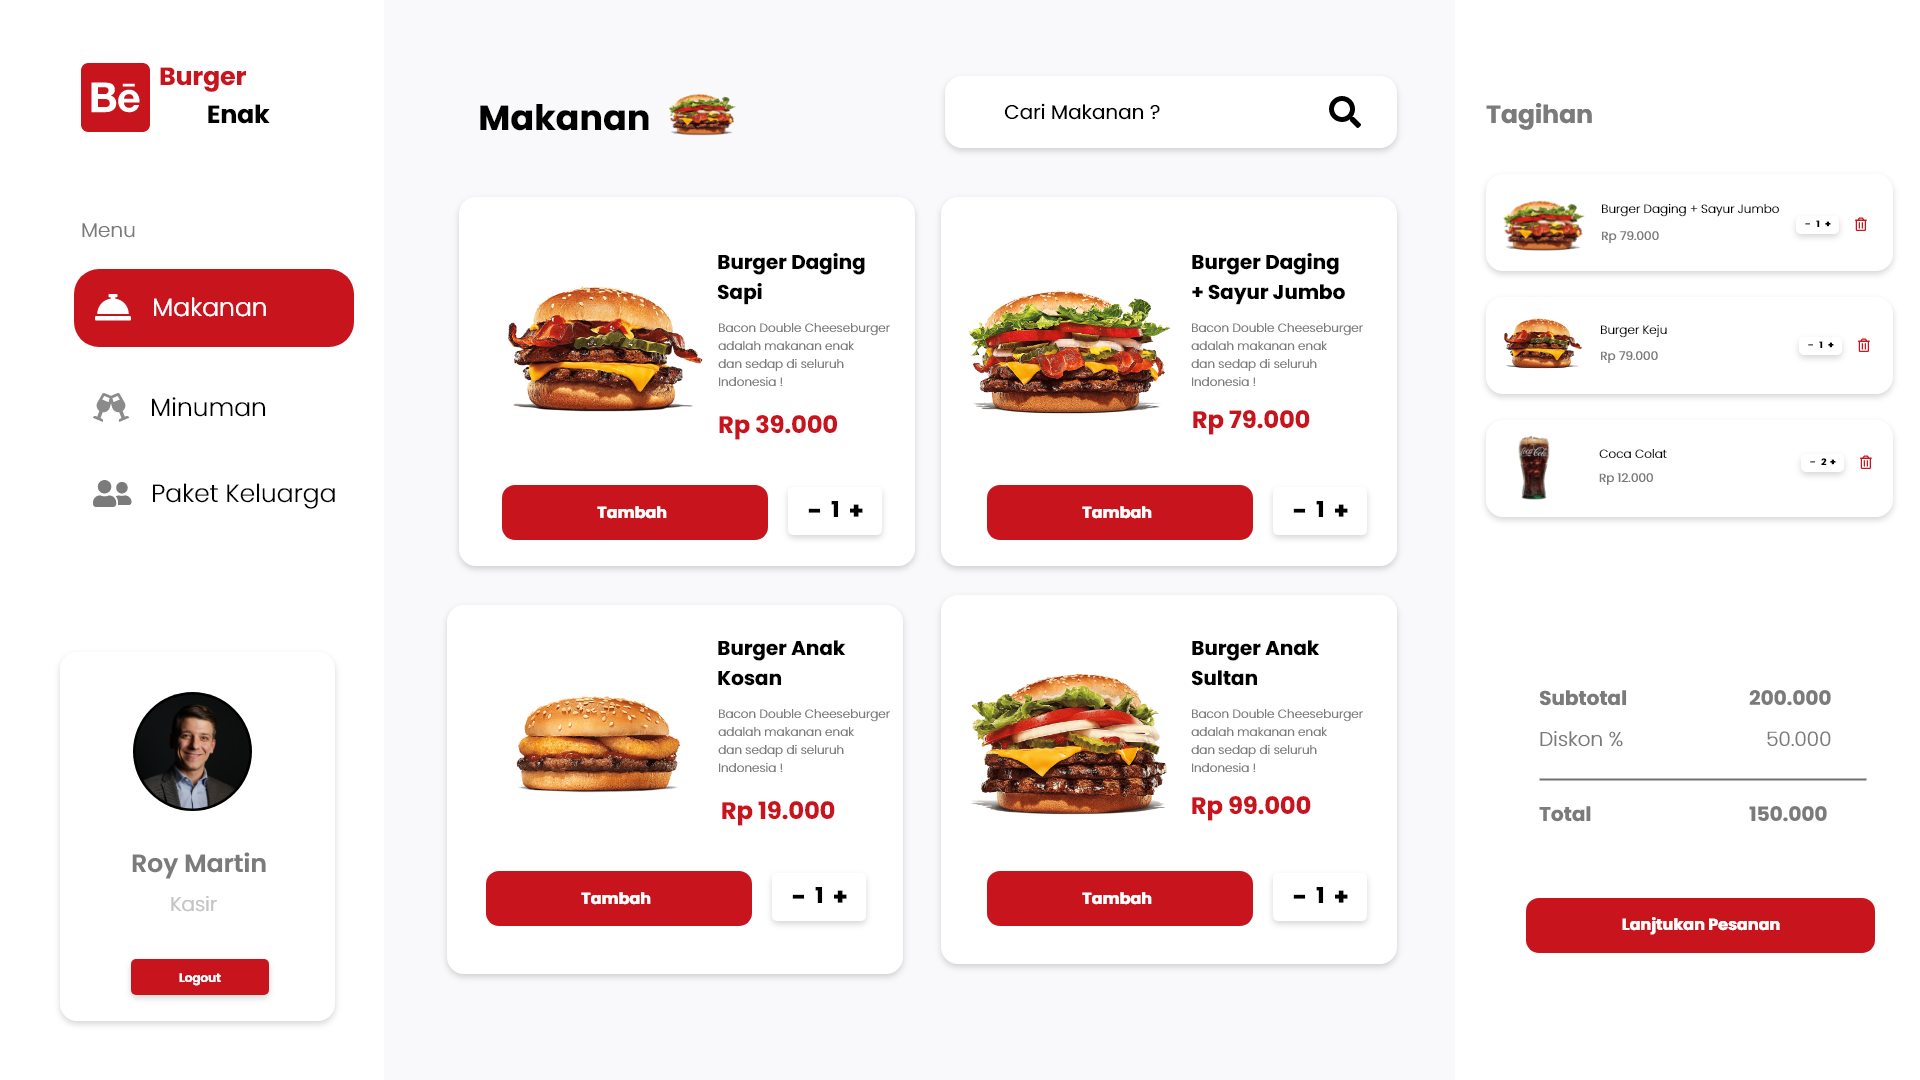 Bē
Burger
Enak
Menu
Makanan
Minuman
Paket Keluarga
Roy Martin
Kasir
Logout
Makanan
Cari Makanan ?
Burger Daging
Sapi
Bacon Double Cheeseburger
adalah makanan enak
dan sedap di seluruh
Indonesia !
Rp 39.000
Tambah
- 1 +
Burger Daging
+ Sayur Jumbo
Bacon Double Cheeseburger
adalah makanan enak
dan sedap di seluruh
Indonesia !
Rp 79.000
Tambah
- 1 +
Burger Anak
Kosan
Bacon Double Cheeseburger
adalah makanan enak
dan sedap di seluruh
Indonesia !
Rp 19.000
Tambah
- 1 +
Burger Anak
Sultan
Bacon Double Cheeseburger
adalah makanan enak
dan sedap di seluruh
Indonesia !
Rp 99.000
Tambah
- 1 +
Tagihan
Burger Daging + Sayur Jumbo
Rp 79.000
- 1 +
Burger Keju
Rp 79.000
- 1 +
Coca-Cola
Coca Colat
Rp 12.000
- 2 +
Subtotal 200.000
Diskon % 50.000
Total 150.000
Lanjtukan Pesanan